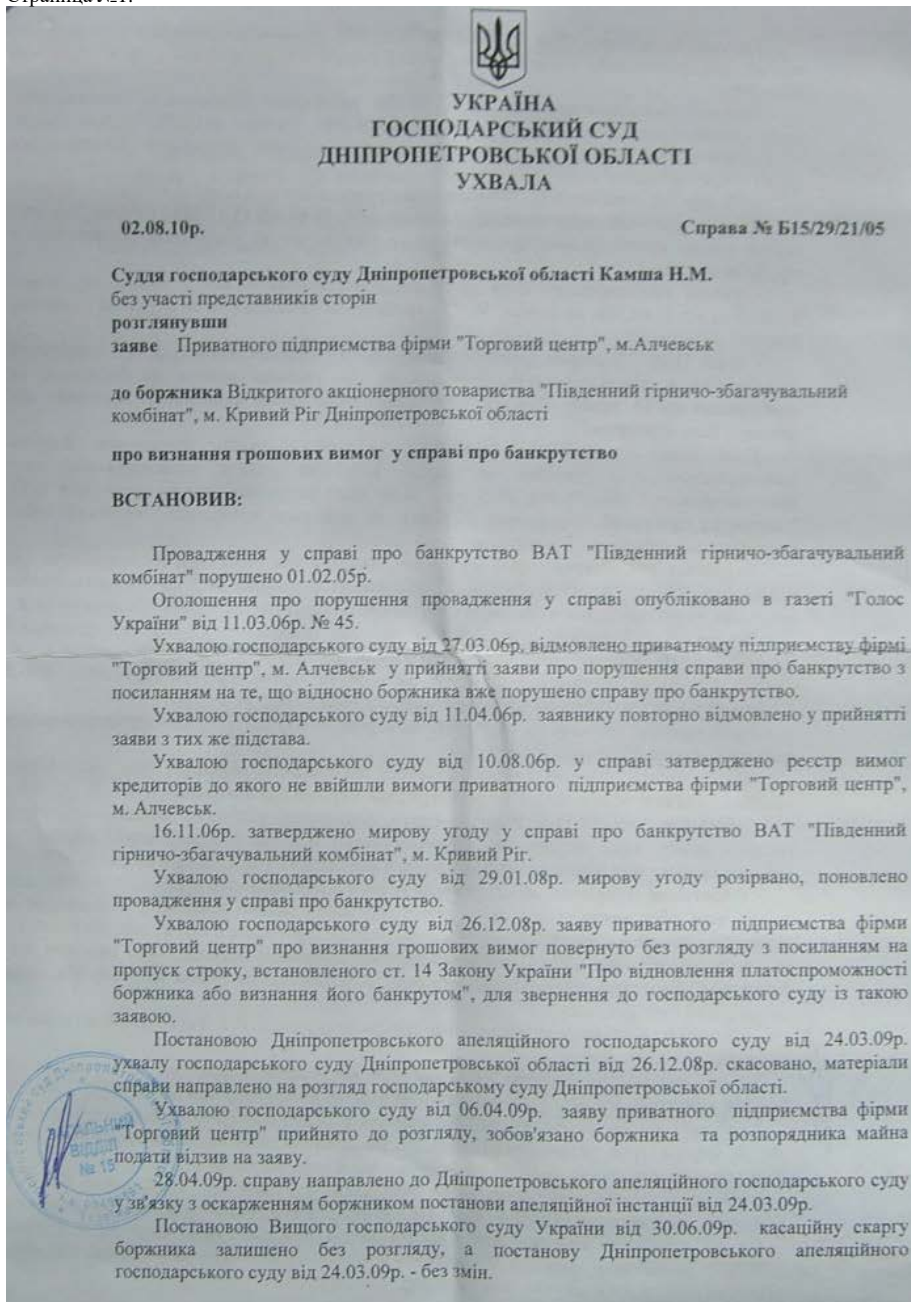 Страница №1.
УКРАЇНА
ГОСПОДАРСЬКИЙ СУД
ДНІПРОПЕТРОВСЬКОЇ ОБЛАСТІ
УХВАЛА
02.08.10р. Справа № Б15/29/21/05
Суддя господарського суду Дніпропетровської області Камша Н.М.
без участі представників сторін
розглянувши
заяве Приватного підприємства фірми "Торговий центр", м.Алчевськ
до боржника Відкритого акціонерного товариства "Південний гірничо-збагачувальний
комбінат", м. Кривий Ріг Дніпропетровської області
про визнання грошових вимог у справі про банкрутство
ВСТАНОВИВ:
Провадження у справі про банкрутство ВАТ "Південний гірничо-збагачувальний
комбінат" порушено 01.02.05р.
Оголошення про порушення провадження у справі опубліковано в газеті "Голос
України" від 11.03.06р. № 45.
Ухвалою господарського суду від 27.03.06р. відмовлено приватному підприємству фірмі
"Торговий центр", м. Алчевськ у прийнятті заяви про порушення справи про банкрутство з
посиланням на те, що відносно боржника вже порушено справу про банкрутство.
Ухвалою господарського суду від 11.04.06р. заявнику повторно відмовлено у прийнятті
заяви з тих же підстава.
Ухвалою господарського суду від 10.08.06р. у справі затверджено реєстр вимог
кредиторів до якого не ввійшли вимоги приватного підприємства фірми "Торговий центр",
м. Алчевськ.
16.11.06р. затверджено мирову угоду у справі про банкрутство ВАТ "Південний
гірничо-збагачувальний комбінат", м. Кривий Ріг.
Ухвалою господарського суду від 29.01.08р. мирову угоду розірвано, поновлено
провадження у справі про банкрутство.
Ухвалою господарського суду від 26.12.08р. заяву приватного підприємства фірми
"Торговий центр" про визнання грошових вимог повернуто без розгляду з посиланням на
пропуск строку, встановленого ст. 14 Закону України "Про відновлення платоспроможності
боржника або визнання його банкрутом", для звернення до господарського суду із такою
заявою.
Постановою Дніпропетровського апеляційного господарського суду від 24.03.09р.
ухвалу господарського суду Дніпропетровської області від 26.12.08р. скасовано, матеріали
справи направлено на розгляд господарському суду Дніпропетровської області.
Ухвалою господарського суду від 06.04.09р. заяву приватного підприємства фірми
"Торговий центр" прийнято до розгляду, зобов'язано боржника та розпорядника майна
подати відзив на заяву.
28.04.09р. справу направлено до Дніпропетровського апеляційного господарського суду
у зв'язку з оскарженням боржником постанови апеляційної інстанції від 24.03.09р.
Постановою Вищого господарського суду України від 30.06.09р. касаційну скаргу
боржника залишено без розгляду, а постанову Дніпропетровського апеляційного
господарського суду від 24.03.09р. - без змін.
ВІДДІЛ
№ 15